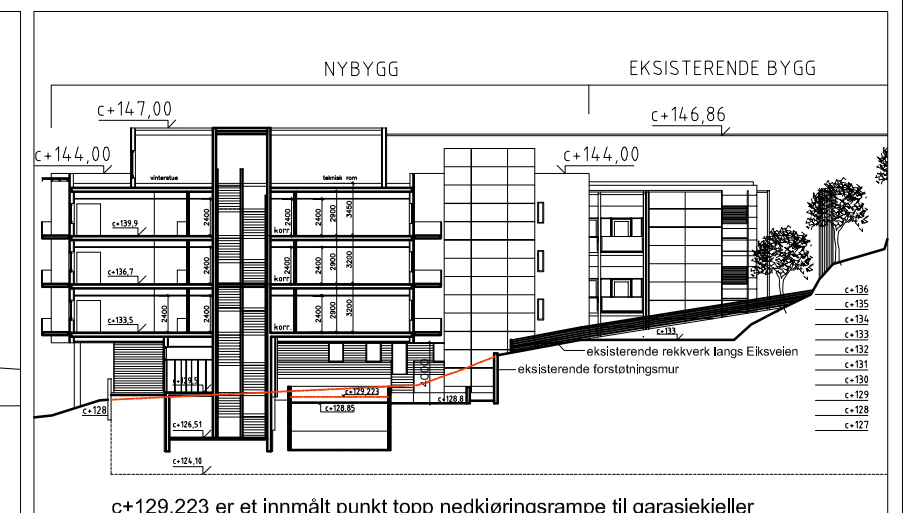 NYBYGG
EKSISTERENDE BYGG
c+147,00
c+146,86
c+144,00
c+144,00
vinterstue
teknisk rom
c+139,9
2400
2400
2400
2900
3450
korr.
c+136,7
2400
2400
2400
2900
3200
korr.
c+133,5
2400
2400
2400
2900
3200
korr.
c+133
c+136
c+135
c+134
c+133
c+132
c+131
c+130
c+129
c+128
c+127
eksisterende rekkverk langs Eiksveien
eksisterende forstøtningsmur
4000
c+129,5
c+129,223
c+128,8
c+128
c+128,85
c+126,51
c+124,10
c+129,223 er et innmålt punkt topp nedkjøringsrampe til garasjekjeller